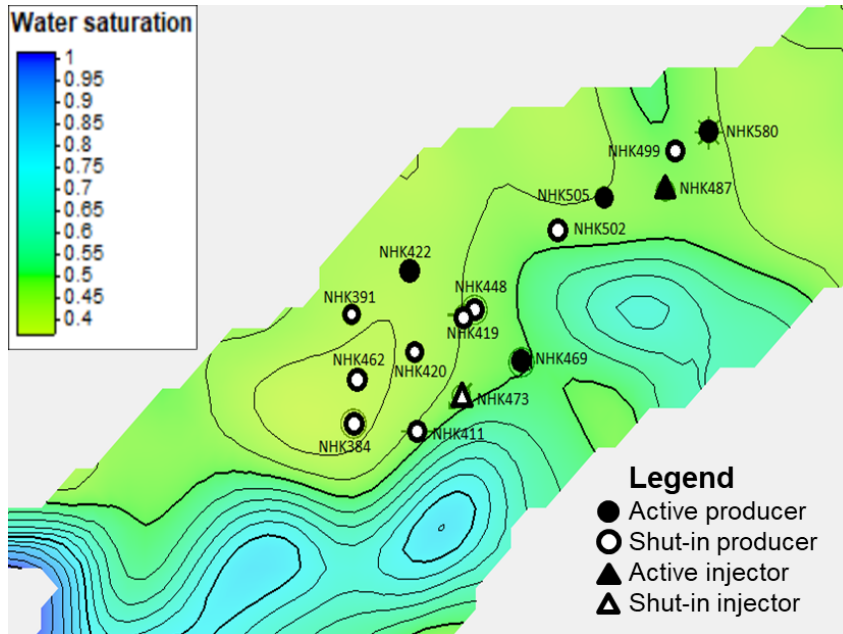 Water saturation
1
0.95
0.9
0.85
0.8
0.75
0.7
0.65
0.6
0.55
0.5
0.45
0.4
NHK580
NHK499
NHK487
NHK505
NHK502
NHK422
NHK448
NHK391
NHK419
NHK462
NHK420
NHK469
NHK473
NHK384
NHK411
Legend
Active producer
Shut-in producer
Active injector
Shut-in injector